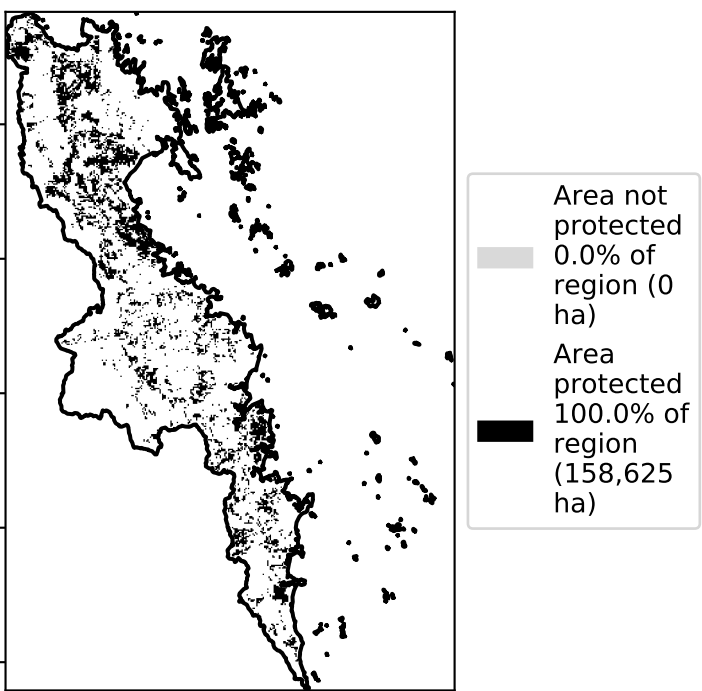 Area not
protected
0.0% of
region (0
ha)
Area
protected
100.0% of
region
(158,625
ha)